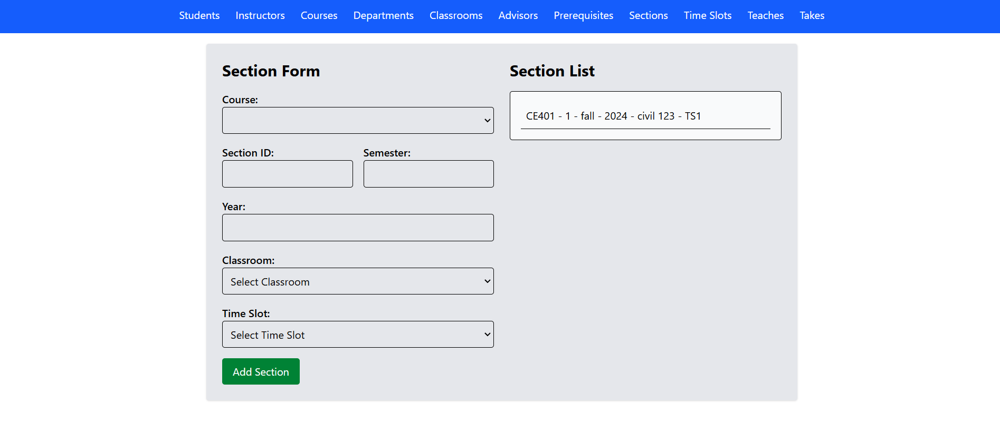 Students Instructors Courses Departments Classrooms Advisors Prerequisites Sections Time Slots Teaches Takes
Section Form
Course:
Section ID:
Semester:
Year:
Classroom:
Select Classroom
Time Slot:
Select Time Slot
Add Section
Section List
CE401 - 1 - fall - 2024 - civil 123 - TS1